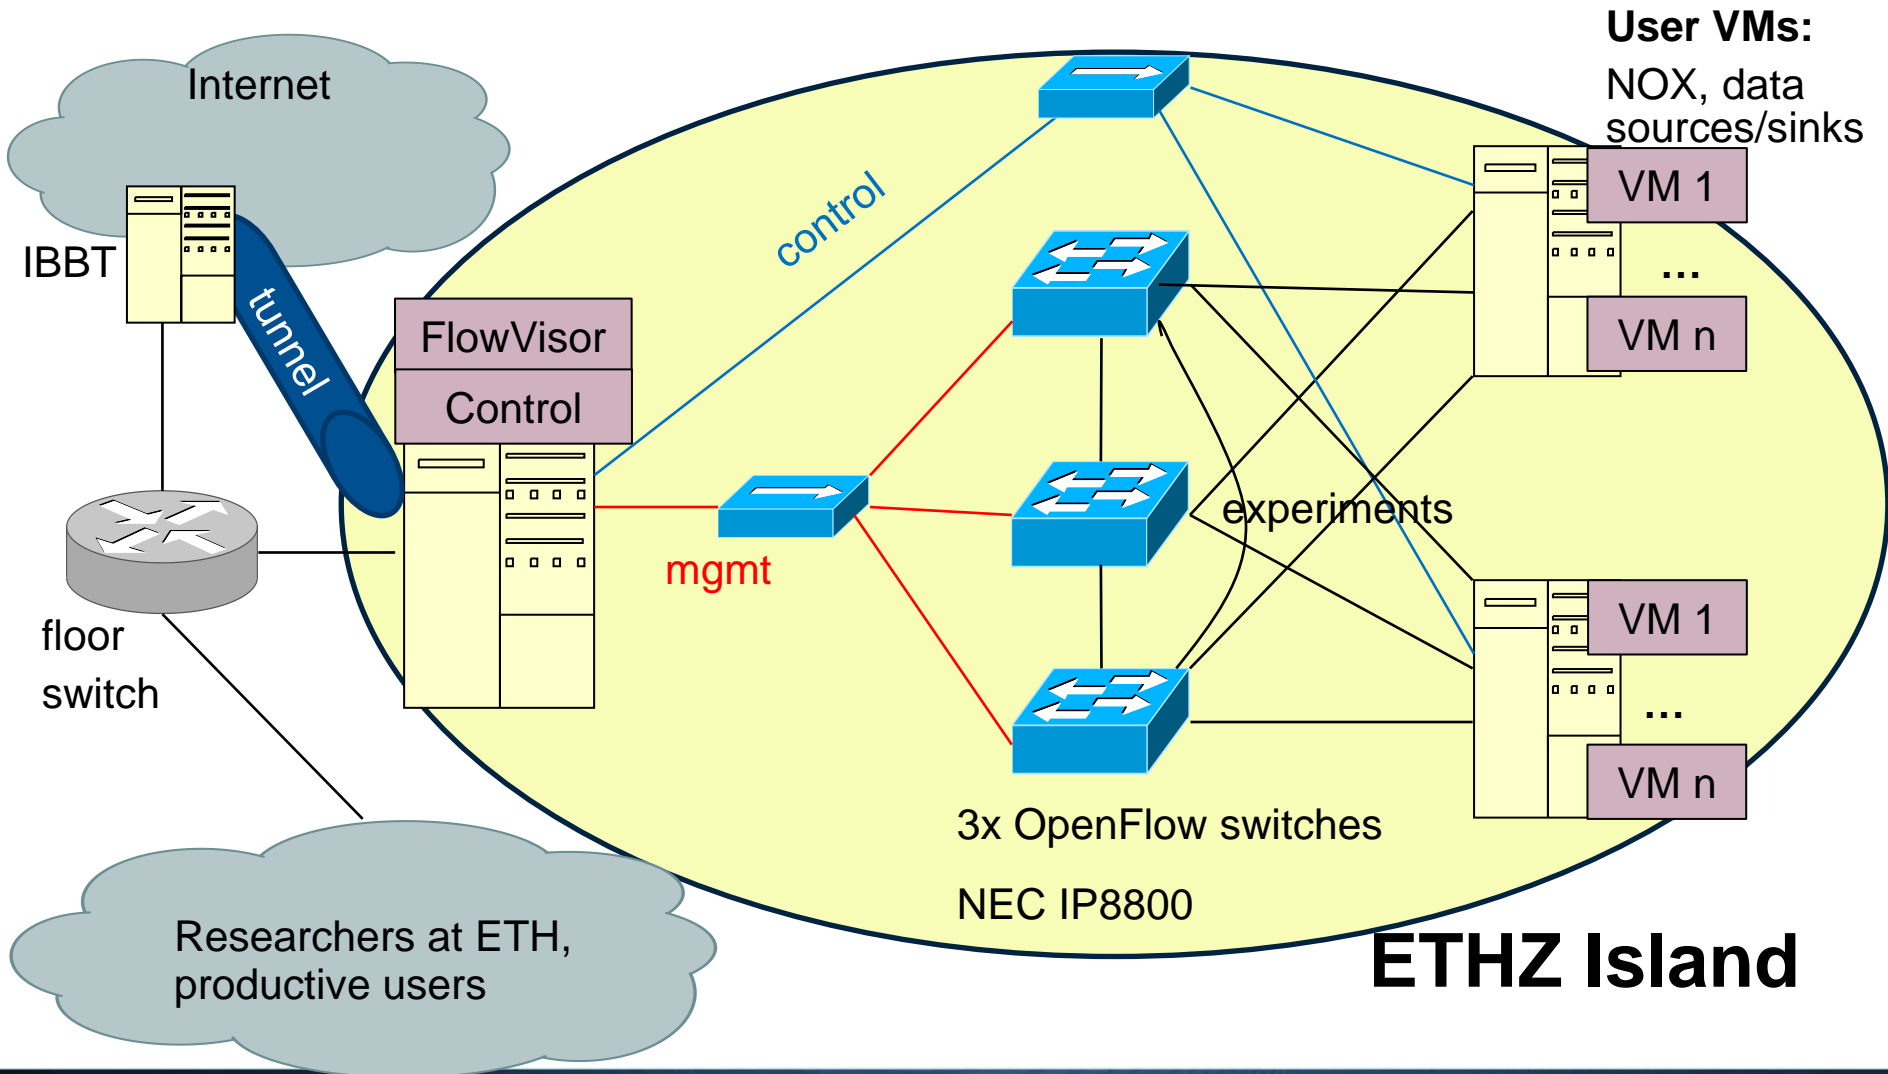 User VMs:
NOX, data
sources/sinks
Internet
IBBT
tunnel
control
FlowVisor
Control
VM 1
...
VM n
experiments
mgmt
floor
switch
VM 1
...
VM n
3x OpenFlow switches
NEC IP8800
Researchers at ETH,
productive users
ETHZ Island